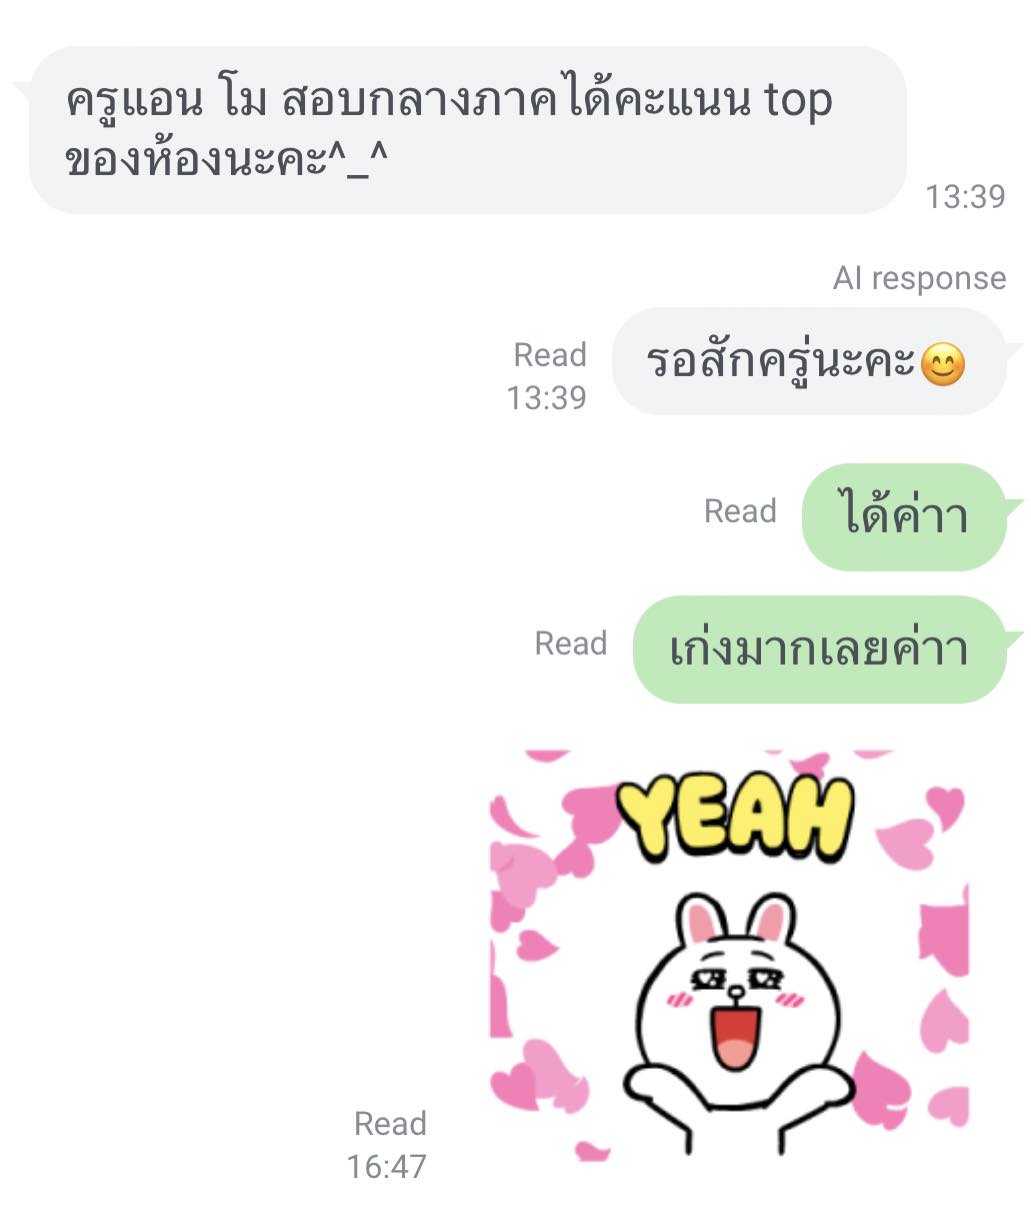 ครูแอน โม สอบกลางภาคได้คะแนน top
ของห้องนะคะ^_^
13:39
AI response
Read
13:39
รอสักครู่นะคะ😊
Read
ได้ค่าา
Read
เก่งมากเลยค่าา
YEAH
Read
16:47